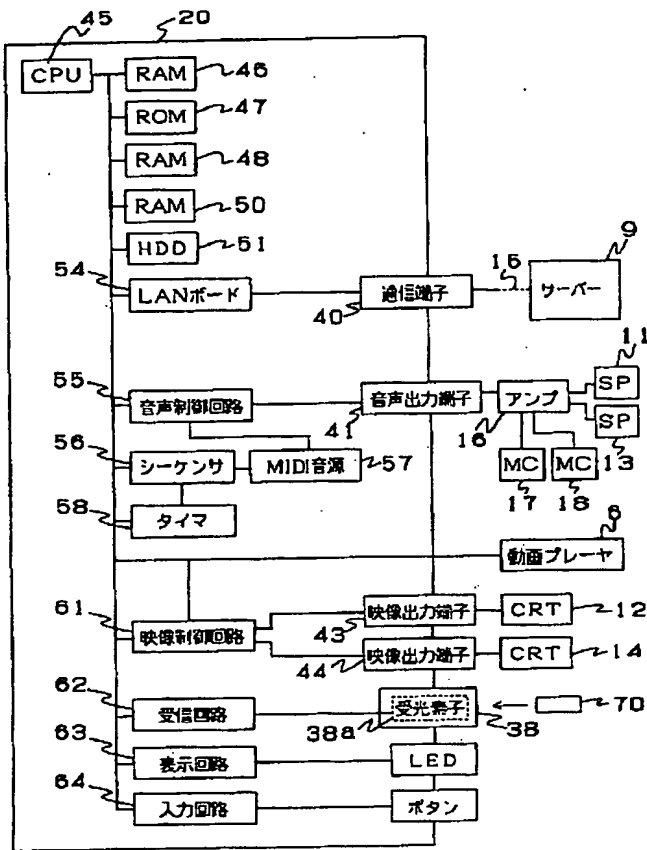 45
20
CPU
RAM
46
ROM
47
RAM
48
RAM
50
HDD
51
9
54
LANボード
通信端子
40
15
サーバー
11
55
音声制御回路
音声出力端子
41
アンプ
16
SP
SP
13
56
シーケンサ
MIDI音源
57
MC
MC
17
18
58
タイマ
6
動画プレーヤ
61
映像制御回路
映像出力端子
43
CRT
12
映像出力端子
44
CRT
14
62
受信回路
受光素子
38a
38
70
63
表示回路
LED
64
入力回路
ボタン